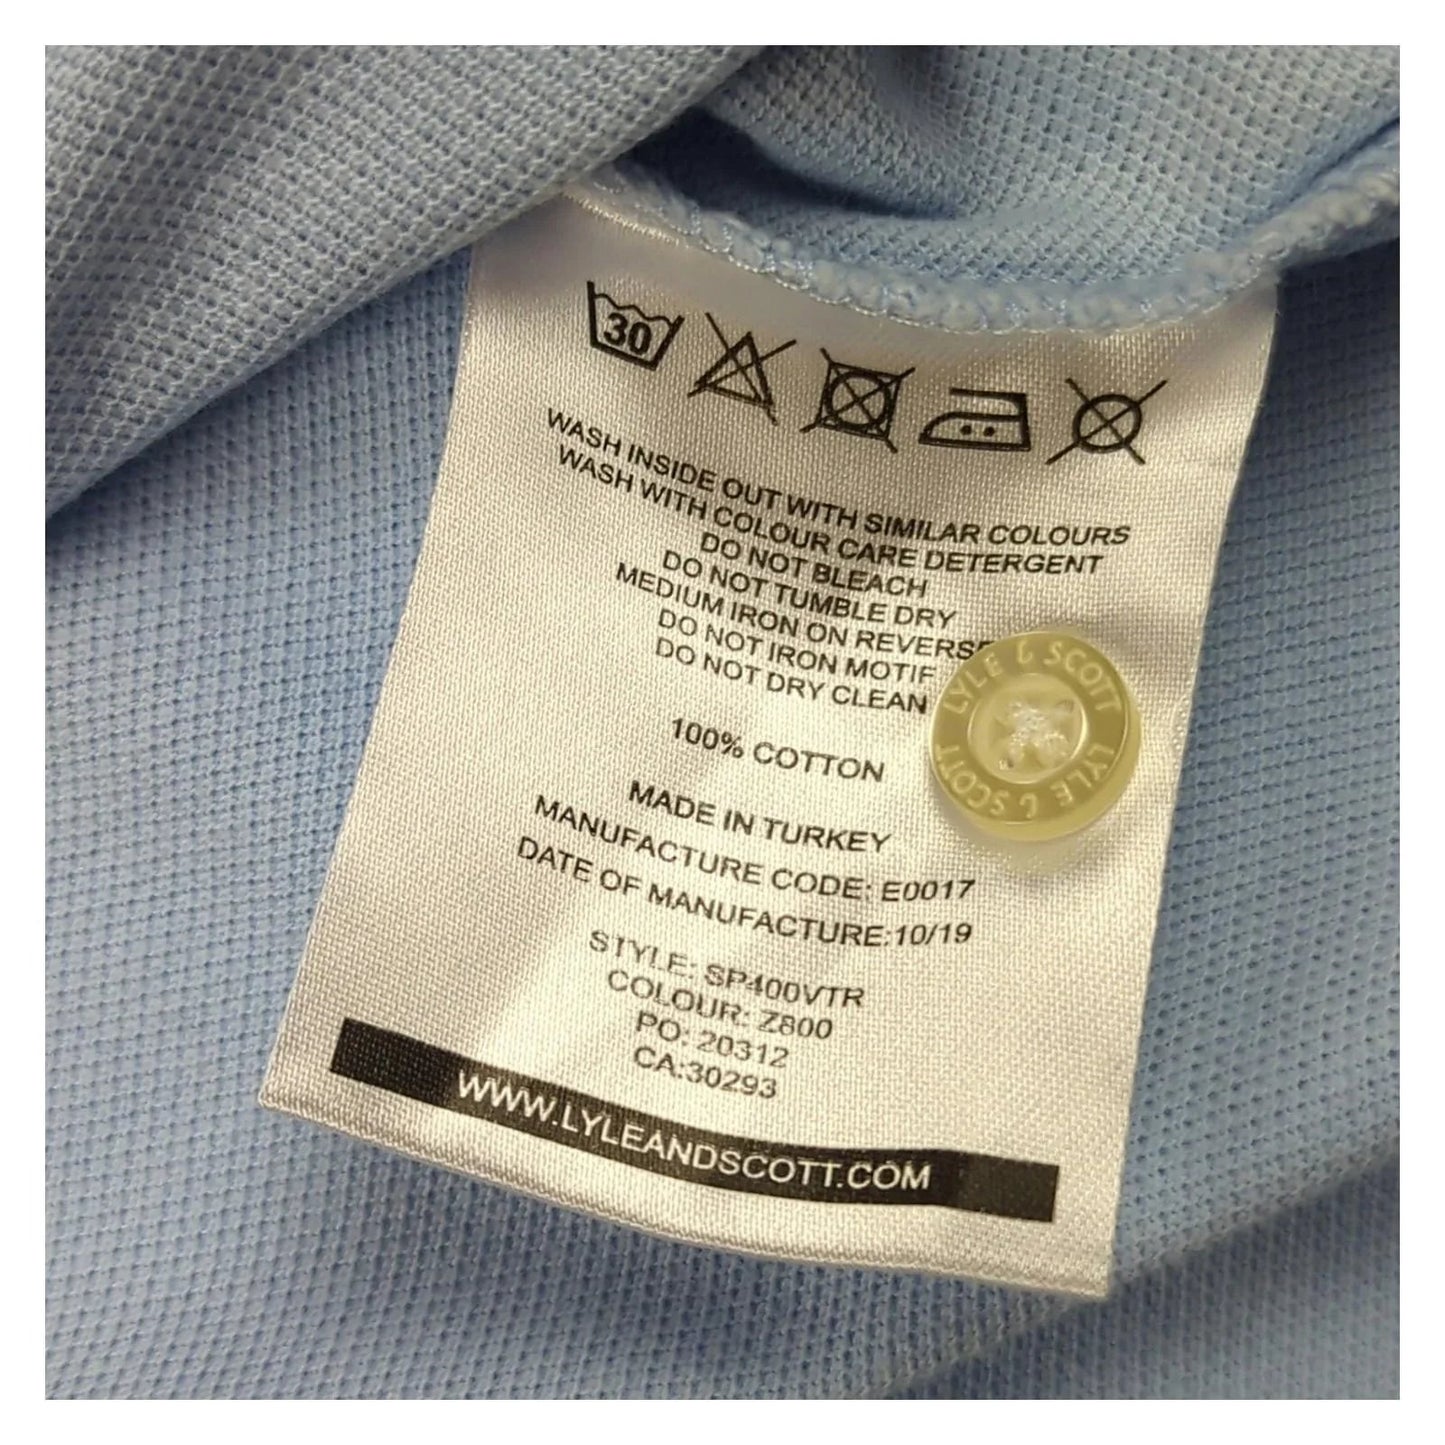 30
WASH INSIDE OUT WITH SIMILAR COLOURS
WASH WITH COLOUR CARE DETERGENT
DO NOT BLEACH
DO NOT TUMBLE DRY
MEDIUM IRON ON REVERSE
DO NOT IRON MOTIF
DO NOT DRY CLEAN
LYLE & SCOTT LYLE & SCOTT
100% COTTON
MADE IN TURKEY
MANUFACTURE CODE: E0017
DATE OF MANUFACTURE:10/19
STYLE: SP400VTR
COLOUR: Z800
PO: 20312
CA:30293
WWW.LYLEANDSCOTT.COM